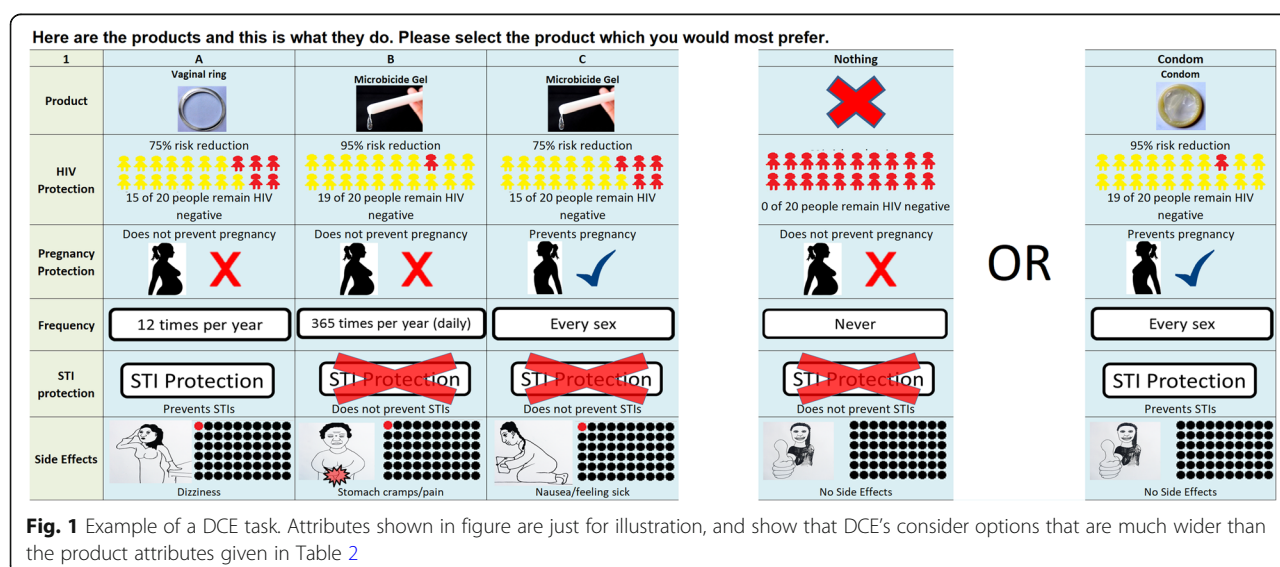 Here are the products and this is what they do. Please select the product which you would most prefer.
1 A B C Nothing Condom
Product Vaginal ring Microbicide Gel Microbicide Gel Condom
HIV Protection
75% risk reduction 95% risk reduction 75% risk reduction 95% risk reduction
15 of 20 people remain HIV negative
19 of 20 people remain HIV negative
15 of 20 people remain HIV negative
0 of 20 people remain HIV negative
19 of 20 people remain HIV negative
Pregnancy Protection
Does not prevent pregnancy Does not prevent pregnancy Prevents pregnancy Does not prevent pregnancy Prevents pregnancy
X X X
OR
Frequency 12 times per year 365 times per year (daily) Every sex Never Every sex
STI protection
STI Protection STI Protection STI Protection STI Protection STI Protection
Prevents STIs Does not prevent STIs Does not prevent STIs Does not prevent STIs Prevents STIs
Side Effects
Dizziness Stomach cramps/pain Nausea/feeling sick No Side Effects No Side Effects
Fig. 1 Example of a DCE task. Attributes shown in figure are just for illustration, and show that DCE's consider options that are much wider than
the product attributes given in Table 2